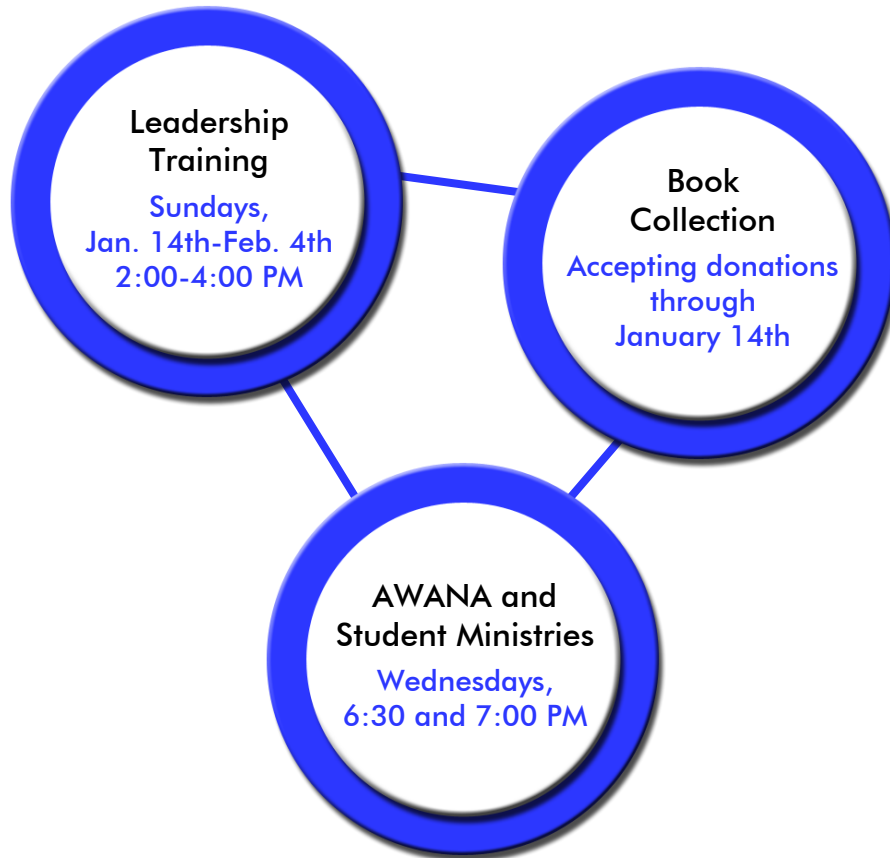 Leadership
Training
Sundays,
Jan. 14th-Feb. 4th
2:00-4:00 PM
Book
Collection
Accepting donations
through
January 14th
AWANA and
Student Ministries
Wednesdays,
6:30 and 7:00 PM